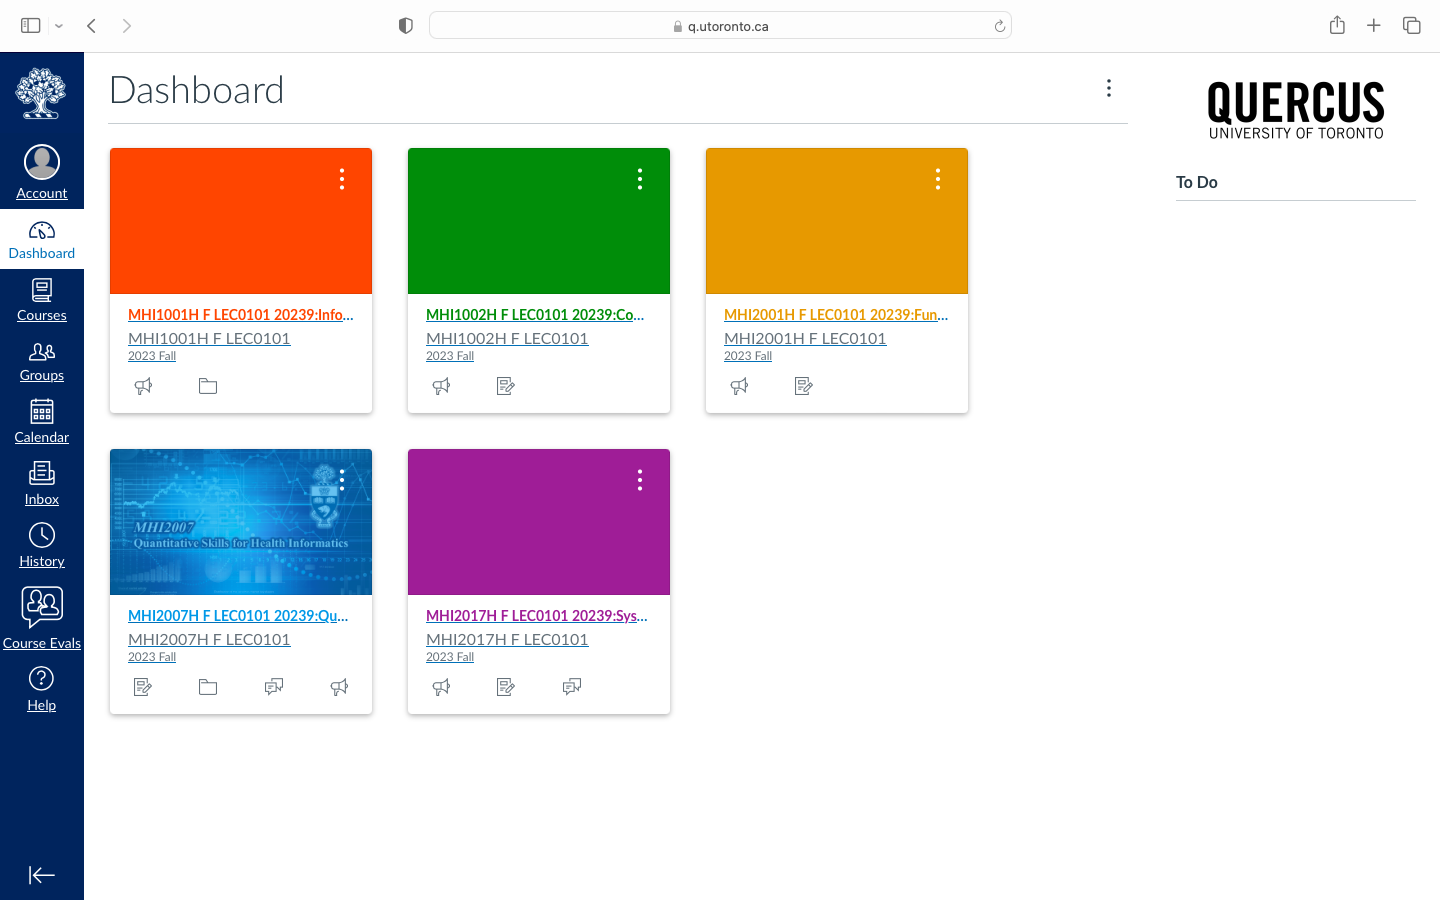 q.utoronto.ca
Dashboard
QUERCUS
UNIVERSITY OF TORONTO
To Do
Account
Dashboard
Courses
Groups
Calendar
Inbox
History
Course Evals
Help
MHI1001H F LEC0101 20239:Info...
MHI1001H F LEC0101
2023 Fall
MHI1002H F LEC0101 20239:Co...
MHI1002H F LEC0101
2023 Fall
MHI2001H F LEC0101 20239:Fun...
MHI2001H F LEC0101
2023 Fall
MHI2007
Quantitative Skills for Health Informatics
MHI2007H F LEC0101 20239:Qu...
MHI2007H F LEC0101
2023 Fall
MHI2017H F LEC0101 20239:Sys...
MHI2017H F LEC0101
2023 Fall